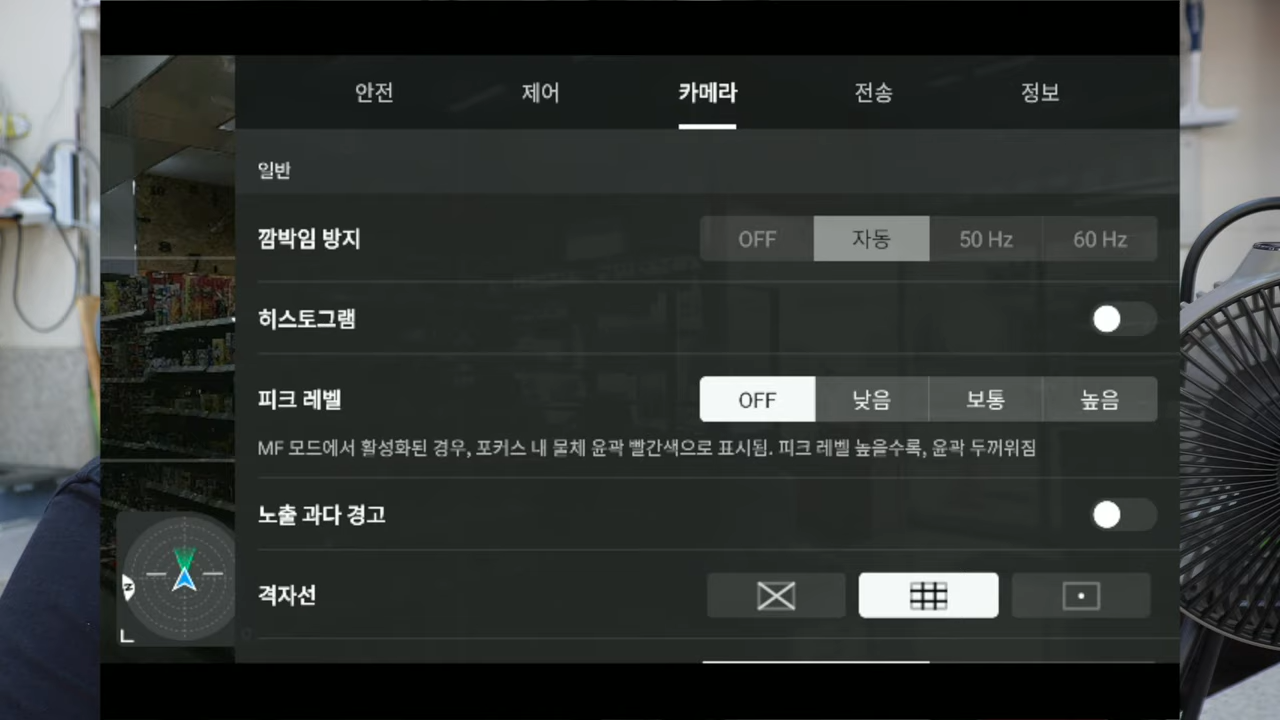 안전 제어 카메라 전송 정보
일반
깜박임 방지 OFF 자동 50 Hz 60 Hz
히스토그램
피크 레벨 OFF 낮음 보통 높음
MF 모드에서 활성화된 경우, 포커스 내 물체 윤곽 빨간색으로 표시됨. 피크 레벨 높을수록, 윤곽 두꺼워짐
노출 과다 경고
격자선
N
L